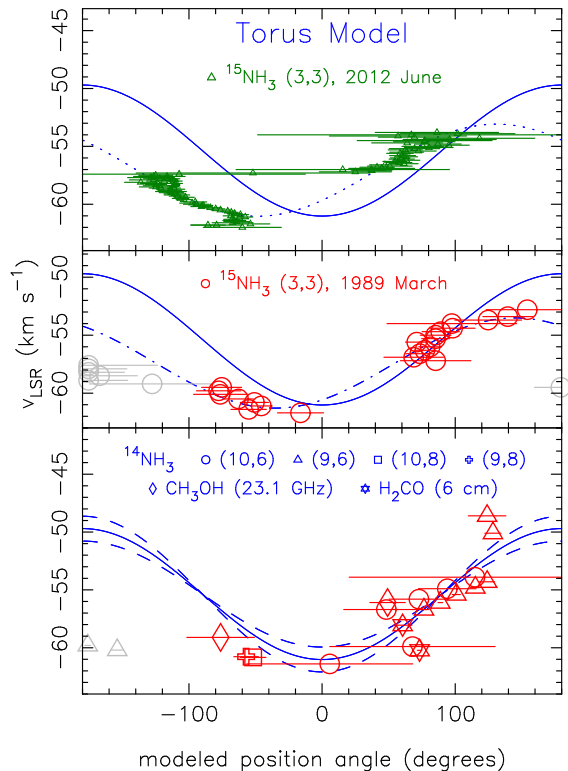 Torus Model
△ ¹⁵NH₃ (3,3), 2012 June
−45
−50
−55
−60
○ ¹⁵NH₃ (3,3), 1989 March
−50
−55
−60
v_LSR (km s⁻¹)
¹⁴NH₃ ○ (10,6) △ (9,6) □ (10,8) ✚ (9,8)
◇ CH₃OH (23.1 GHz) ✡ H₂CO (6 cm)
−45
−50
−55
−60
−100 0 100
modeled position angle (degrees)